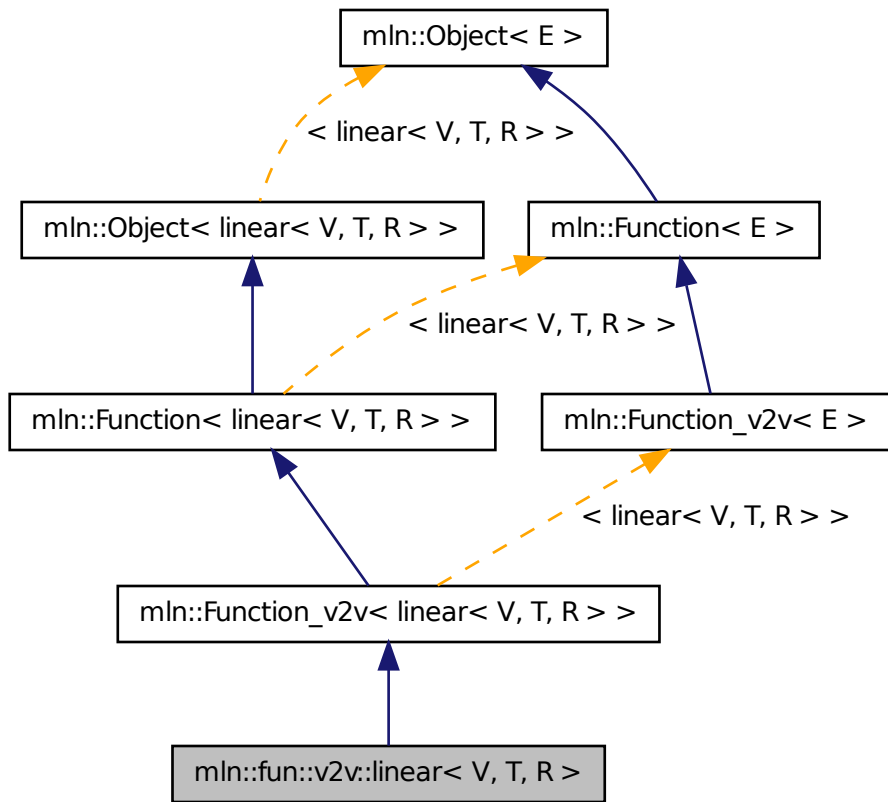 mln::Object< E >
< linear< V, T, R > >
mln::Object< linear< V, T, R > >
mln::Function< E >
< linear< V, T, R > >
mln::Function< linear< V, T, R > >
mln::Function_v2v< E >
< linear< V, T, R > >
mln::Function_v2v< linear< V, T, R > >
mln::fun::v2v::linear< V, T, R >